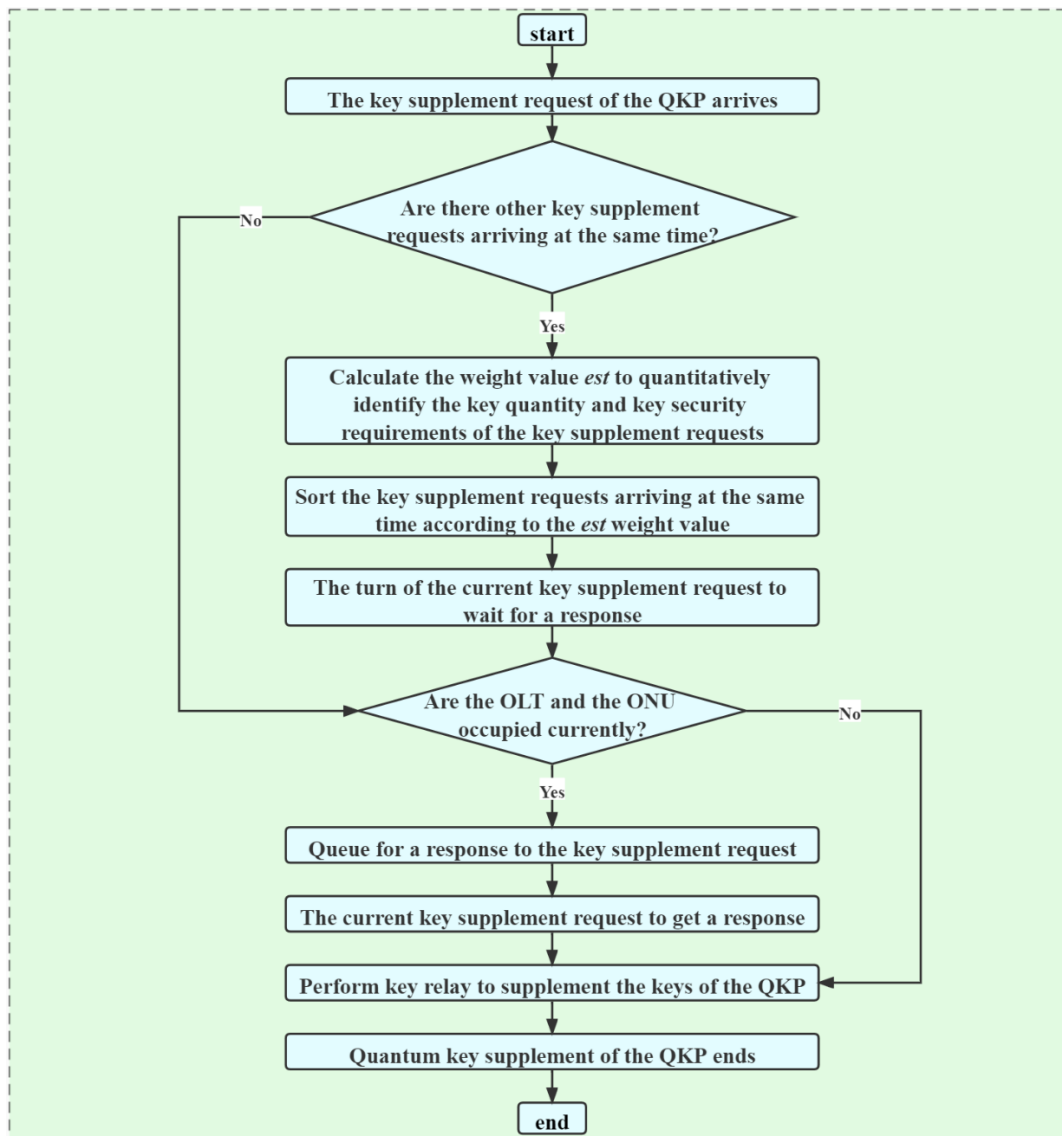 start
The key supplement request of the QKP arrives
Are there other key supplement
requests arriving at the same time?
No
Yes
Calculate the weight value est to quantitatively
identify the key quantity and key security
requirements of the key supplement requests
Sort the key supplement requests arriving at the same
time according to the est weight value
The turn of the current key supplement request to
wait for a response
Are the OLT and the ONU
occupied currently?
No
Yes
Queue for a response to the key supplement request
The current key supplement request to get a response
Perform key relay to supplement the keys of the QKP
Quantum key supplement of the QKP ends
end